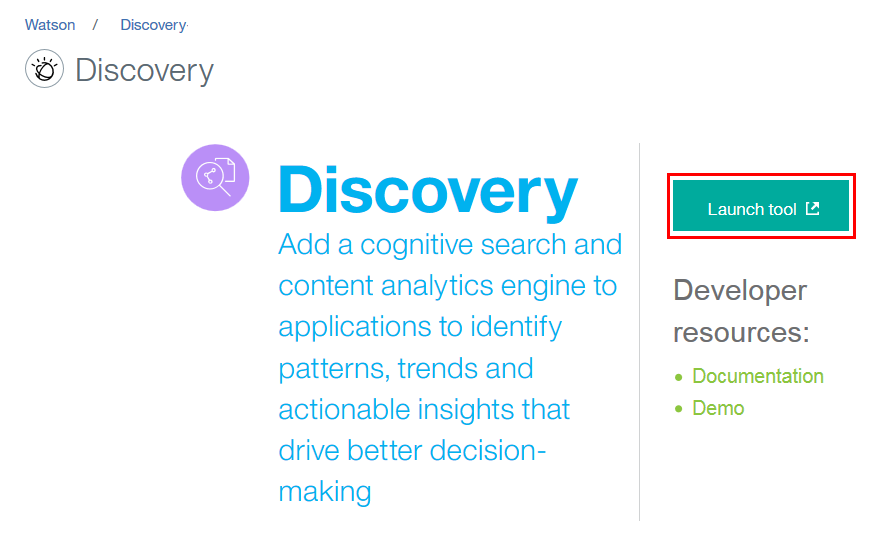 Watson / Discovery
Discovery
Discovery
Add a cognitive search and
content analytics engine to
applications to identify
patterns, trends and
actionable insights that
drive better decision-
making
Launch tool
Developer
resources:
Documentation
Demo